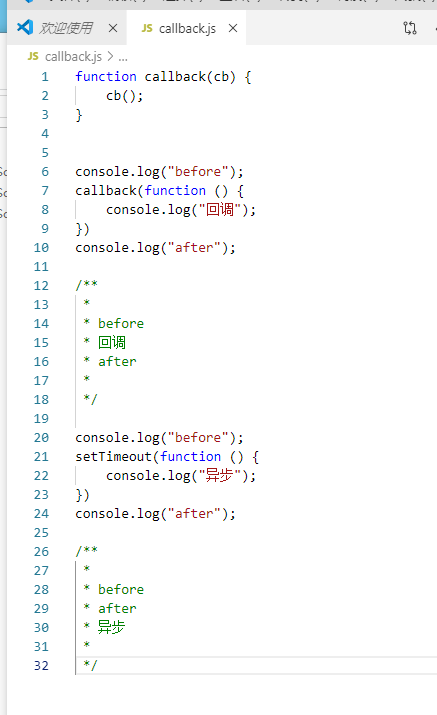 欢迎使用
JS callback.js
JS callback.js > ...
1 function callback(cb) {
2 cb();
3 }
4
5
6 console.log("before");
7 callback(function () {
8 console.log("回调");
9 })
10 console.log("after");
11
12 /**
13 *
14 * before
15 * 回调
16 * after
17 *
18 */
19
20 console.log("before");
21 setTimeout(function () {
22 console.log("异步");
23 })
24 console.log("after");
25
26 /**
27 *
28 * before
29 * after
30 * 异步
31 *
32 */